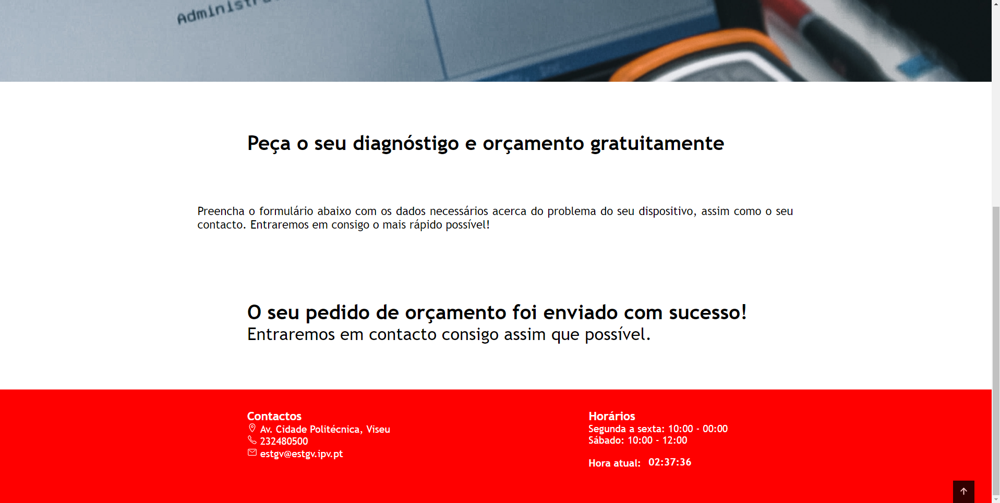 Peça o seu diagnóstigo e orçamento gratuitamente
Preencha o formulário abaixo com os dados necessários acerca do problema do seu dispositivo, assim como o seu
contacto. Entraremos em consigo o mais rápido possível!
O seu pedido de orçamento foi enviado com sucesso!
Entraremos em contacto consigo assim que possível.
Contactos
Av. Cidade Politécnica, Viseu
232480500
estgv@estgv.ipv.pt
Horários
Segunda a sexta: 10:00 - 00:00
Sábado: 10:00 - 12:00
Hora atual: 02:37:36